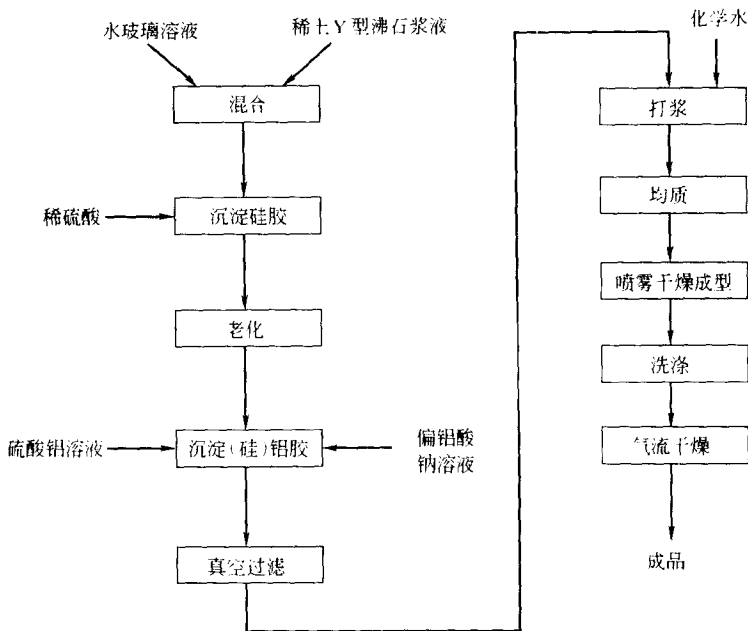 水玻璃溶液
稀土Y型沸石浆液
混合
稀硫酸
沉淀硅胶
老化
硫酸铝溶液
沉淀(硅)铝胶
偏铝酸
钠溶液
真空过滤
化学水
打浆
均质
喷雾干燥成型
洗涤
气流干燥
成品